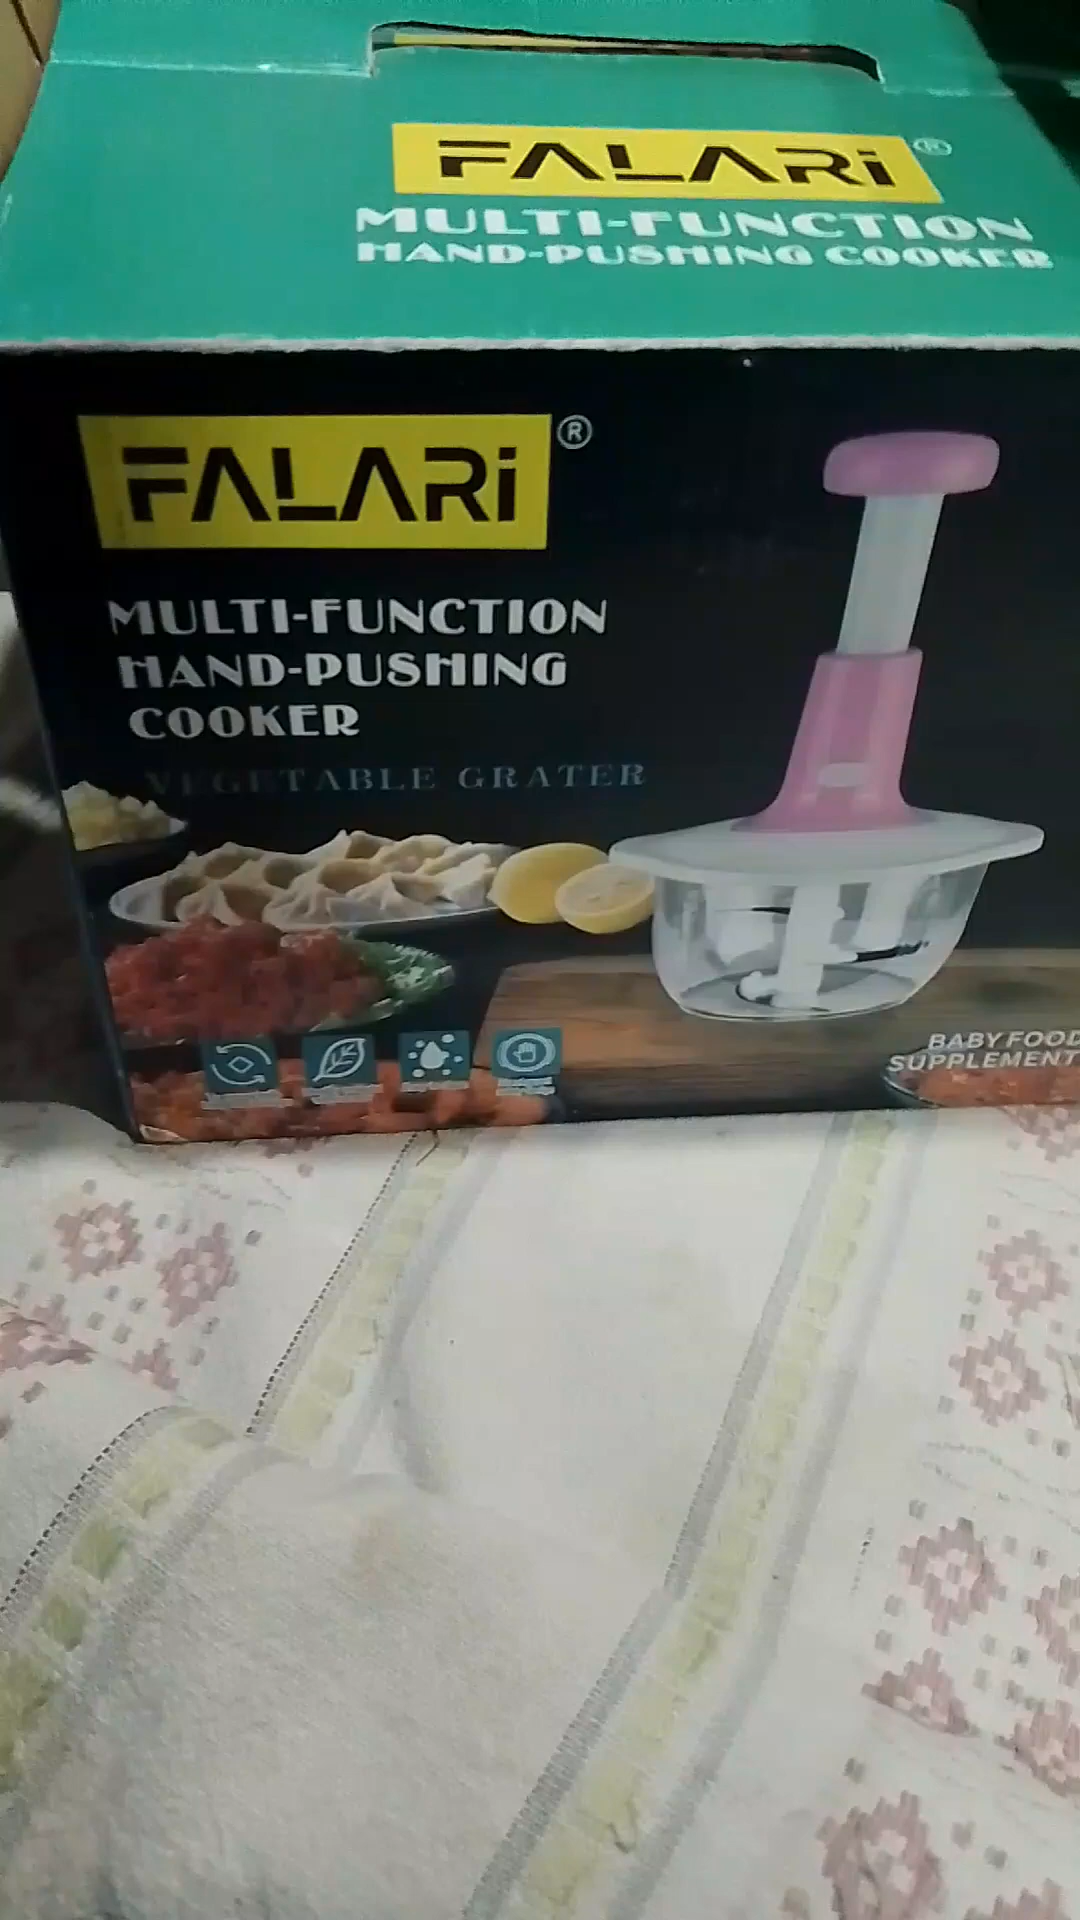 FALARi®
MULTI-FUNCTION
HAND-PUSHING COOKER
FALARi®
MULTI-FUNCTION
HAND-PUSHING
COOKER
VEGETABLE GRATER
BABY FOOD
SUPPLEMENT